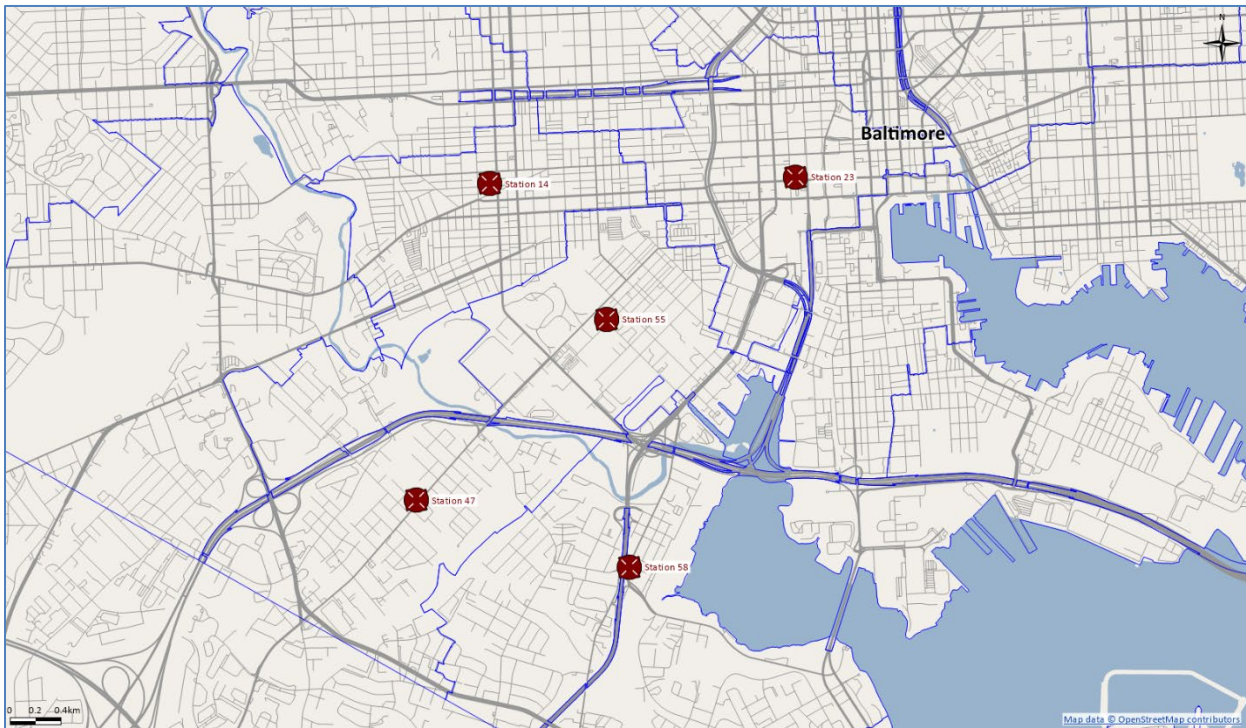 N
Baltimore
Station 14
Station 23
Station 55
Station 47
Station 58
0 0.2 0.4km
Map data © OpenStreetMap contributors